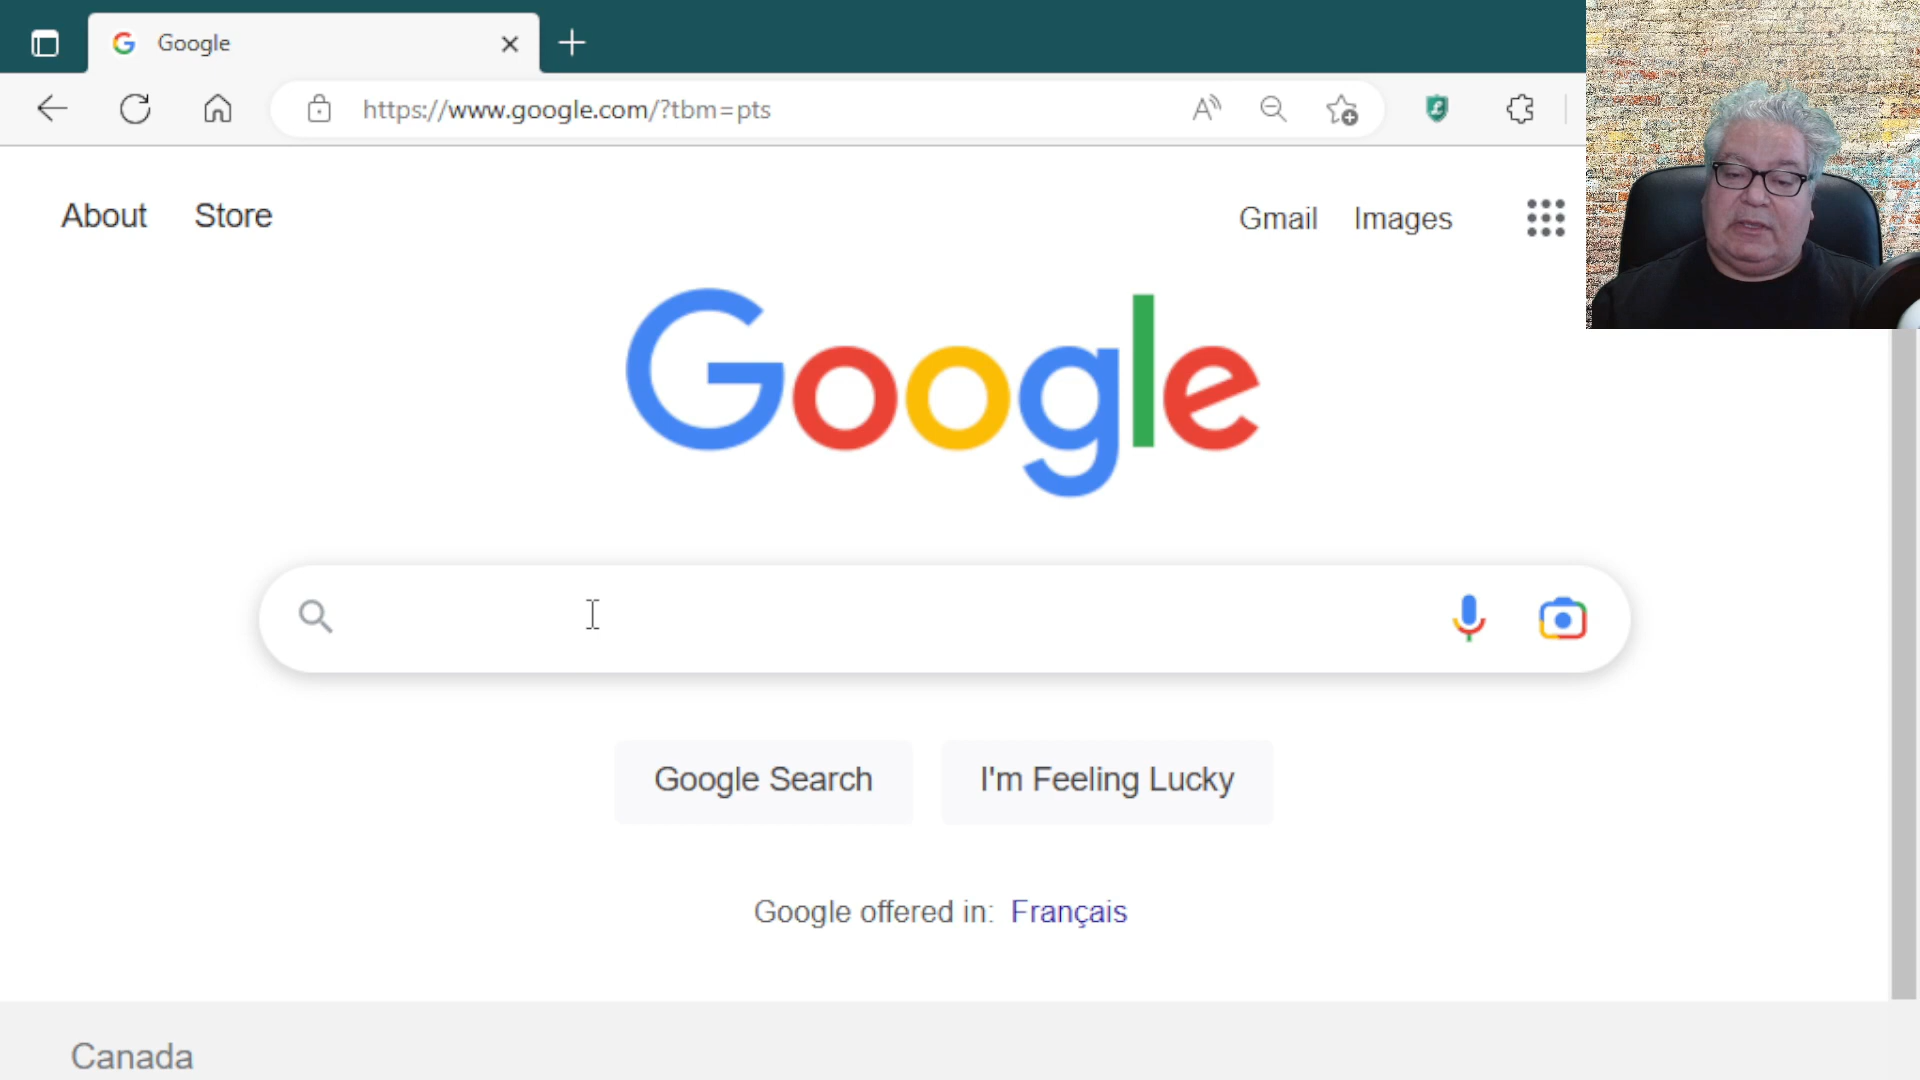 Google
https://www.google.com/?tbm=pts
About Store
Gmail Images
Google
Google Search
I'm Feeling Lucky
Google offered in: Français
Canada